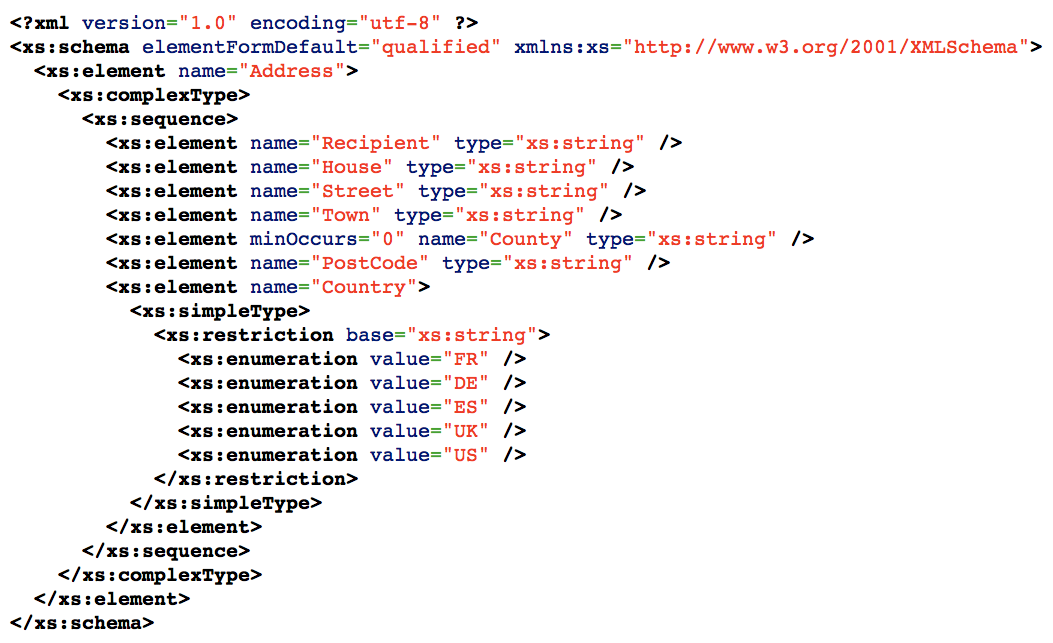 <?xml version="1.0" encoding="utf-8" ?>
<xs:schema elementFormDefault="qualified" xmlns:xs="http://www.w3.org/2001/XMLSchema">
  <xs:element name="Address">
    <xs:complexType>
      <xs:sequence>
        <xs:element name="Recipient" type="xs:string" />
        <xs:element name="House" type="xs:string" />
        <xs:element name="Street" type="xs:string" />
        <xs:element name="Town" type="xs:string" />
        <xs:element minOccurs="0" name="County" type="xs:string" />
        <xs:element name="PostCode" type="xs:string" />
        <xs:element name="Country">
          <xs:simpleType>
            <xs:restriction base="xs:string">
              <xs:enumeration value="FR" />
              <xs:enumeration value="DE" />
              <xs:enumeration value="ES" />
              <xs:enumeration value="UK" />
              <xs:enumeration value="US" />
            </xs:restriction>
          </xs:simpleType>
        </xs:element>
      </xs:sequence>
    </xs:complexType>
  </xs:element>
</xs:schema>